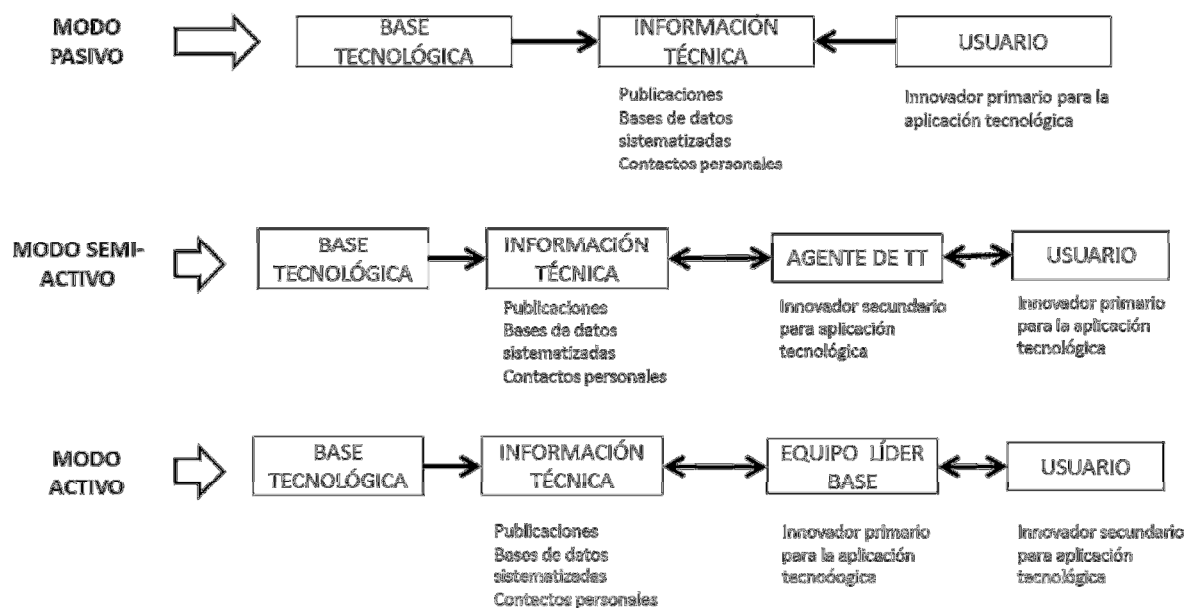 MODO
PASIVO
BASE
TECNOLÓGICA
INFORMACIÓN
TÉCNICA
USUARIO
Publicaciones
Bases de datos
sistematizadas
Contactos personales
Innovador primario para la
aplicación tecnológica
MODO SEMI-
ACTIVO
BASE
TECNOLÓGICA
INFORMACIÓN
TÉCNICA
AGENTE DE TT
USUARIO
Publicaciones
Bases de datos
sistematizadas
Contactos personales
Innovador secundario
para aplicación
tecnológica
Innovador primario
para la aplicación
tecnológica
MODO
ACTIVO
BASE
TECNOLÓGICA
INFORMACIÓN
TÉCNICA
EQUIPO LÍDER
BASE
USUARIO
Publicaciones
Bases de datos
sistematizadas
Contactos personales
Innovador primario
para la aplicación
tecnoóogica
Innovador secundario
para aplicación
tecnológica